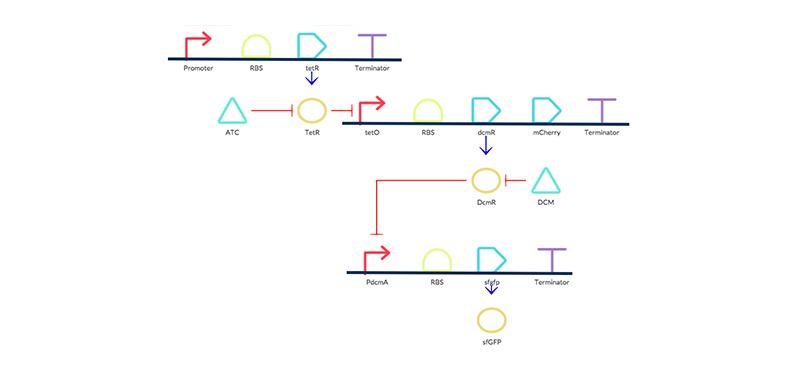 Promoter RBS tetR Terminator
ATC TetR tetO RBS dcmR mCherry Terminator
DcmR DCM
PdcmA RBS sfgfp Terminator
sfGFP